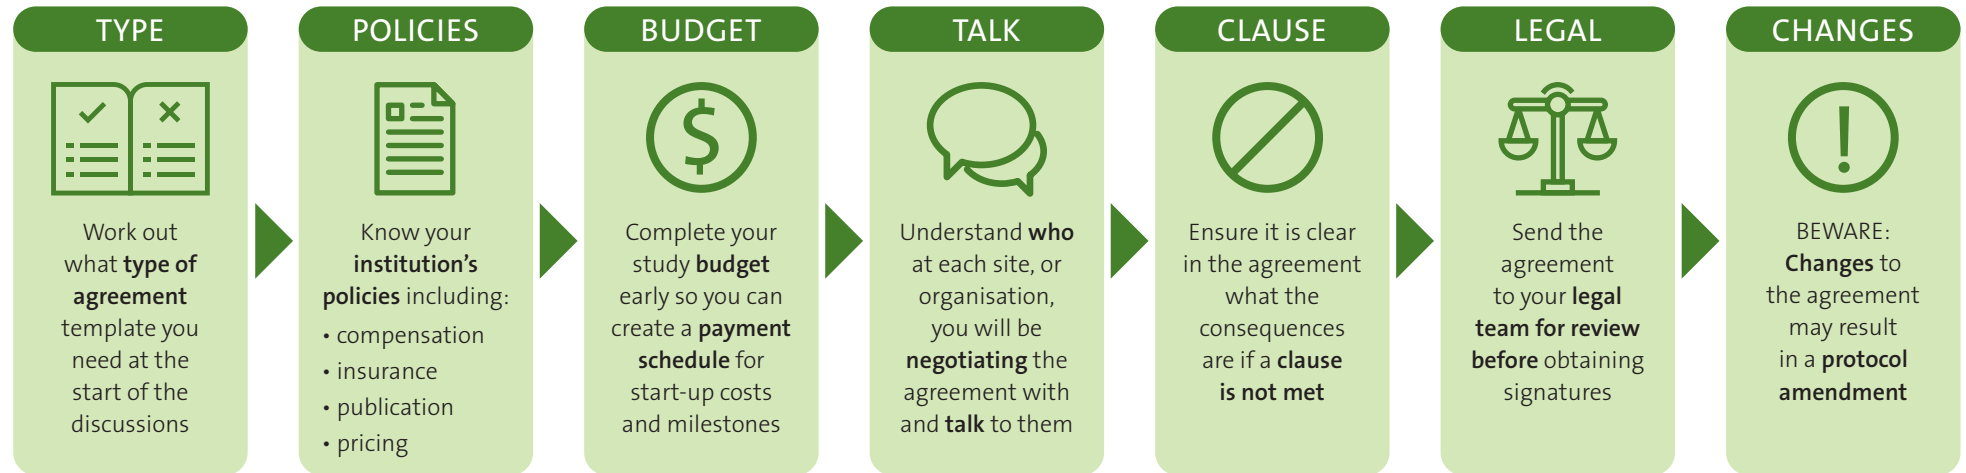 TYPE
Work out
what type of
agreement
template you
need at the
start of the
discussions
POLICIES
Know your
institution’s
policies including:
• compensation
• insurance
• publication
• pricing
BUDGET
$
Complete your
study budget
early so you can
create a payment
schedule for
start-up costs
and milestones
TALK
Understand who
at each site, or
organisation,
you will be
negotiating the
agreement with
and talk to them
CLAUSE
Ensure it is clear
in the agreement
what the
consequences
are if a clause
is not met
LEGAL
Send the
agreement
to your legal
team for review
before obtaining
signatures
CHANGES
!
BEWARE:
Changes to
the agreement
may result
in a protocol
amendment